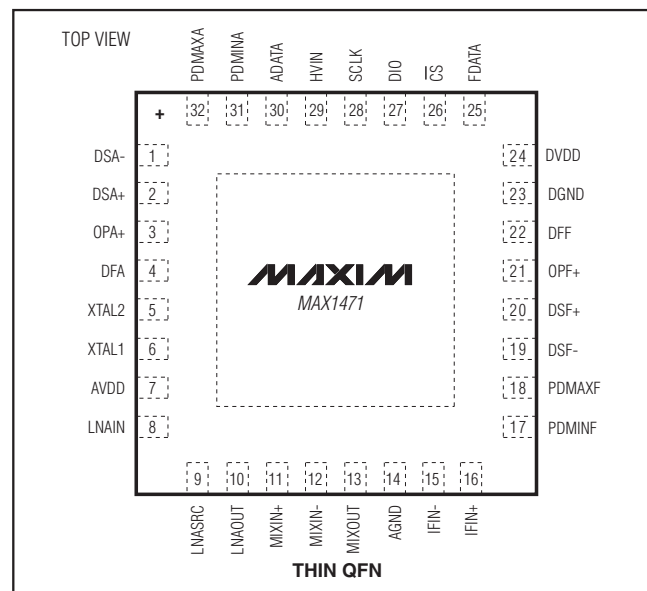 TOP VIEW
PDMAXA
PDMINA
ADATA
HVIN
SCLK
DIO
CS
FDATA
+
32 31 30 29 28 27 26 25
DSA- 1
DSA+ 2
OPA+ 3
DFA 4
XTAL2 5
XTAL1 6
AVDD 7
LNAIN 8
MAXIM
MAX1471
24 DVDD
23 DGND
22 DFF
21 OPF+
20 DSF+
19 DSF-
18 PDMAXF
17 PDMINF
9 10 11 12 13 14 15 16
LNASRC
LNAOUT
MIXIN+
MIXIN-
MIXOUT
AGND
IFIN-
IFIN+
THIN QFN